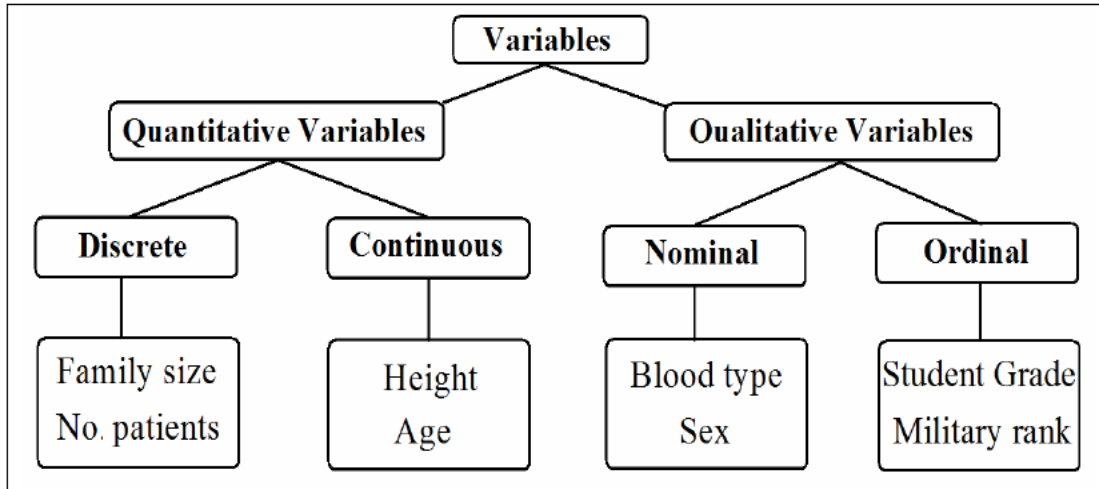 Variables
Quantitative Variables
Qualitative Variables
Discrete
Continuous
Nominal
Ordinal
Family size
No. patients
Height
Age
Blood type
Sex
Student Grade
Military rank